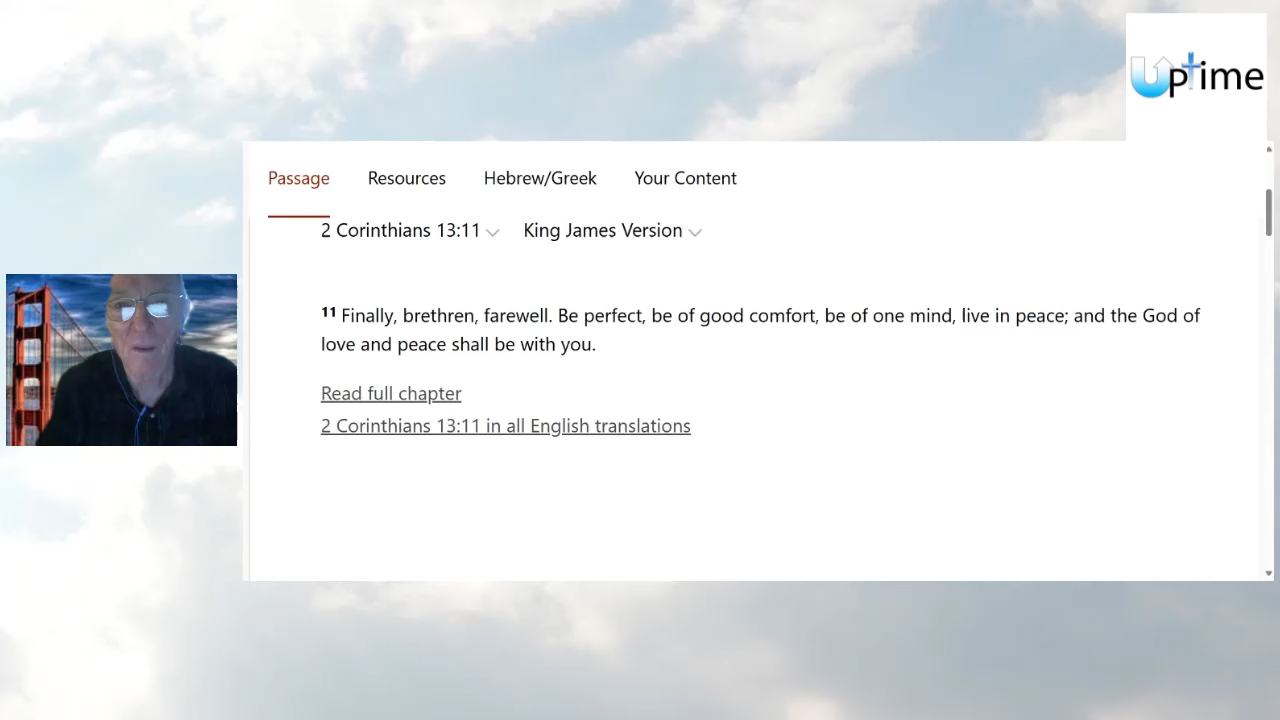 Uptime
Passage Resources Hebrew/Greek Your Content
2 Corinthians 13:11 King James Version
11 Finally, brethren, farewell. Be perfect, be of good comfort, be of one mind, live in peace; and the God of
love and peace shall be with you.
Read full chapter
2 Corinthians 13:11 in all English translations